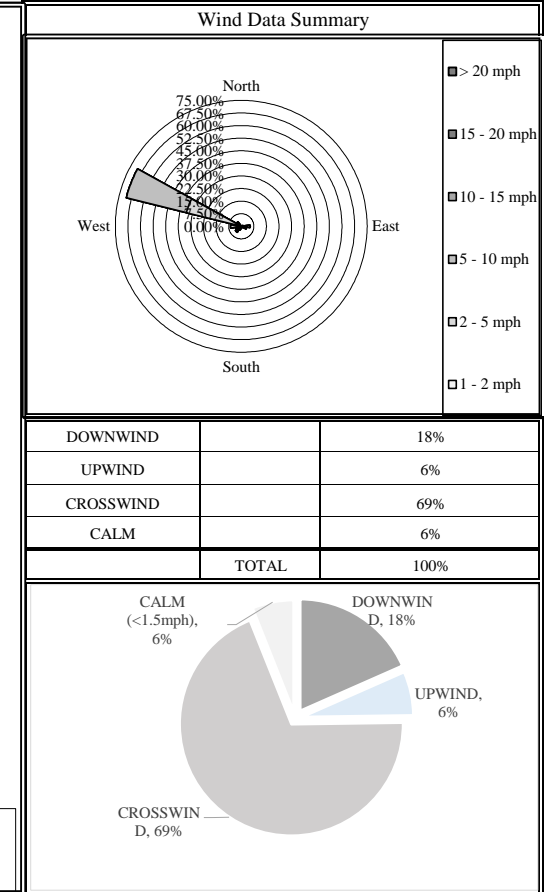 Wind Data Summary
North
75.00%
67.50%
60.00%
52.50%
45.00%
37.50%
30.00%
22.50%
15.00%
7.50%
0.00%
West
East
South
> 20 mph
15 - 20 mph
10 - 15 mph
5 - 10 mph
2 - 5 mph
1 - 2 mph
DOWNWIND 18%
UPWIND 6%
CROSSWIND 69%
CALM 6%
TOTAL 100%
CALM
(<1.5mph),
6%
DOWNWIN
D, 18%
UPWIND,
6%
CROSSWIN
D, 69%